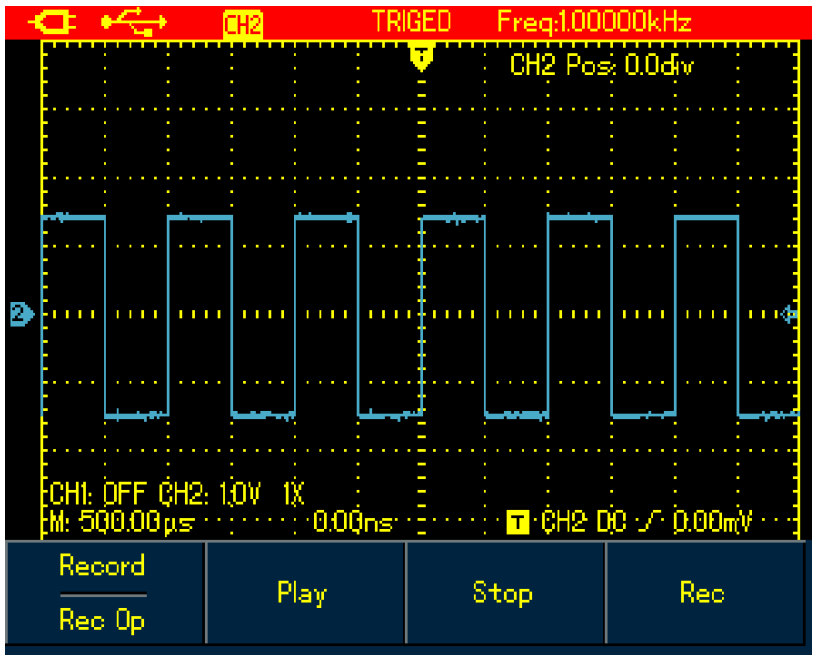 CH2 TRIGED Freq:1.00000kHz
T
CH2 Pos: 0.0div
2
CH1: OFF CH2: 1.0V 1X
M: 500.00µs 0.00ns T CH2 DC 0.00mV
Record Play Stop Rec
Rec Op